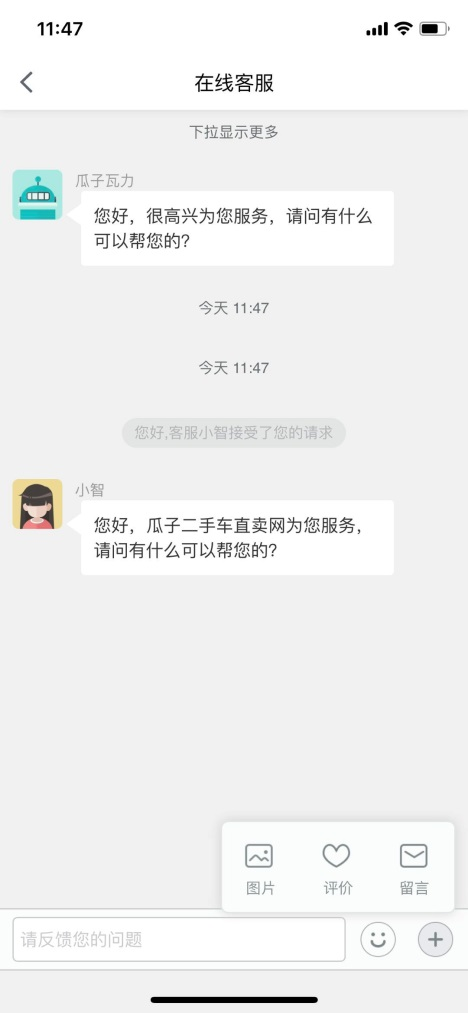 11:47
在线客服
下拉显示更多
瓜子瓦力
您好，很高兴为您服务，请问有什么
可以帮您的?
今天 11:47
今天 11:47
您好,客服小智接受了您的请求
小智
您好，瓜子二手车直卖网为您服务，
请问有什么可以帮您的?
图片 评价 留言
请反馈您的问题